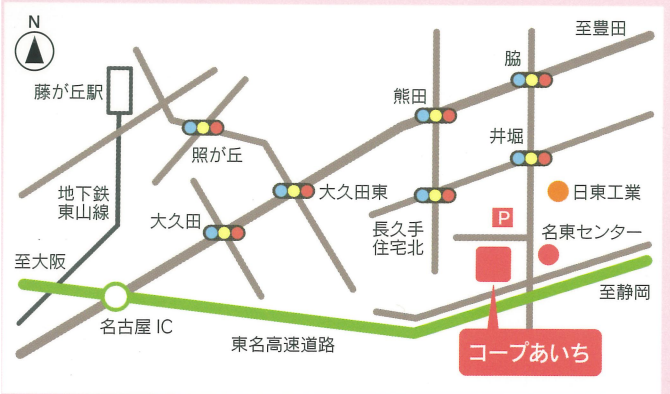 N
至豊田
脇
藤が丘駅
熊田
井堀
照が丘
地下鉄
東山線
大久田東
日東工業
大久田
P
長久手
住宅北
名東センター
至大阪
至静岡
名古屋IC
東名高速道路
コープあいち